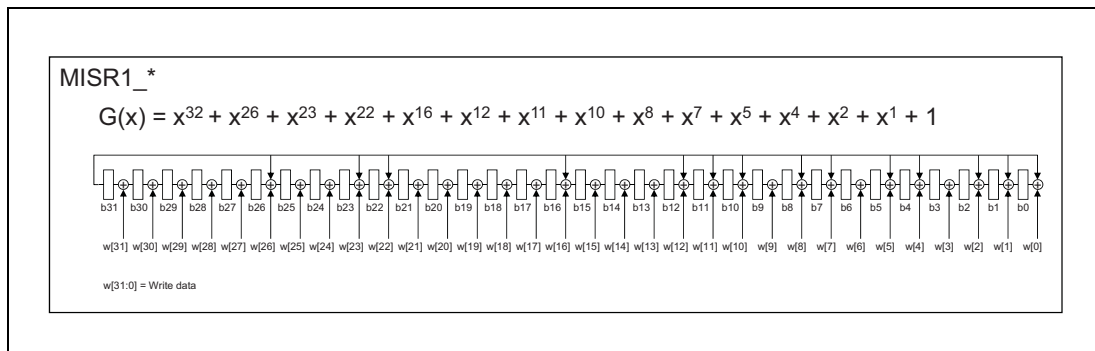 MISR1_*
G(x) = x³² + x²⁶ + x²³ + x²² + x¹⁶ + x¹² + x¹¹ + x¹⁰ + x⁸ + x⁷ + x⁵ + x⁴ + x² + x¹ + 1
b31 b30 b29 b28 b27 b26 b25 b24 b23 b22 b21 b20 b19 b18 b17 b16 b15 b14 b13 b12 b11 b10 b9 b8 b7 b6 b5 b4 b3 b2 b1 b0
w[31] w[30] w[29] w[28] w[27] w[26] w[25] w[24] w[23] w[22] w[21] w[20] w[19] w[18] w[17] w[16] w[15] w[14] w[13] w[12] w[11] w[10] w[9] w[8] w[7] w[6] w[5] w[4] w[3] w[2] w[1] w[0]
w[31:0] = Write data